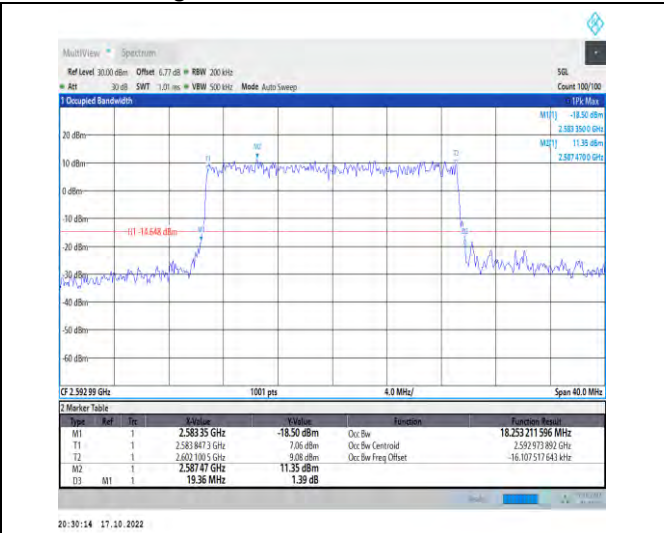 MultiView Spectrum
Ref Level 30.00 dBm Offset 6.77 dB RBW 200 kHz SGL
Att 30 dB SWT 1.01 ms VBW 500 kHz Mode Auto Sweep Count 100/100
1 Occupied Bandwidth 1Pk Max
M1[1] -18.50 dBm
2.583 350 0 GHz
M2[1] 11.35 dBm
2.587 470 0 GHz
20 dBm
M2
T1
T2
10 dBm
0 dBm
-10 dBm
H1 -14.648 dBm
-20 dBm
-30 dBm
-40 dBm
-50 dBm
-60 dBm
CF 2.592 99 GHz 1001 pts 4.0 MHz/ Span 40.0 MHz
2 Marker Table
Type Ref Trc X-Value Y-Value Function Function Result
M1 1 2.583 35 GHz -18.50 dBm Occ Bw 18.253 211 596 MHz
T1 1 2.583 847 3 GHz 7.06 dBm Occ Bw Centroid 2.592 973 892 GHz
T2 1 2.602 100 5 GHz 9.08 dBm Occ Bw Freq Offset -16.107 517 643 kHz
M2 1 2.587 47 GHz 11.35 dBm
D3 M1 1 19.36 MHz 1.39 dB
20:30:14 17.10.2022